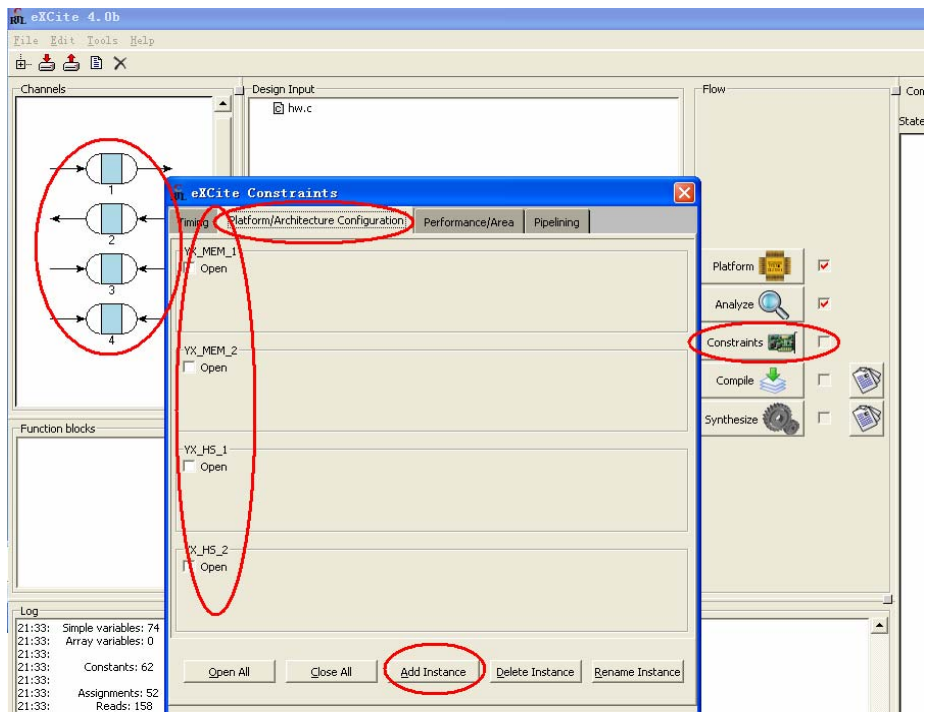 RTL eXCite 4.0b
File Edit Tools Help
Channels
Design Input
Flow
Con
hw.c
State
1
2
3
4
eXCite Constraints
Timing Platform/Architecture Configuration Performance/Area Pipelining
YX_MEM_1
Open
YX_MEM_2
Open
YX_HS_1
Open
YX_HS_2
Open
Open All Close All Add Instance Delete Instance Rename Instance
Platform
Analyze
Constraints
Compile
Synthesize
Function blocks
Log
21:33: Simple variables: 74
21:33: Array variables: 0
21:33:
21:33: Constants: 62
21:33:
21:33: Assignments: 52
21:33: Reads: 158